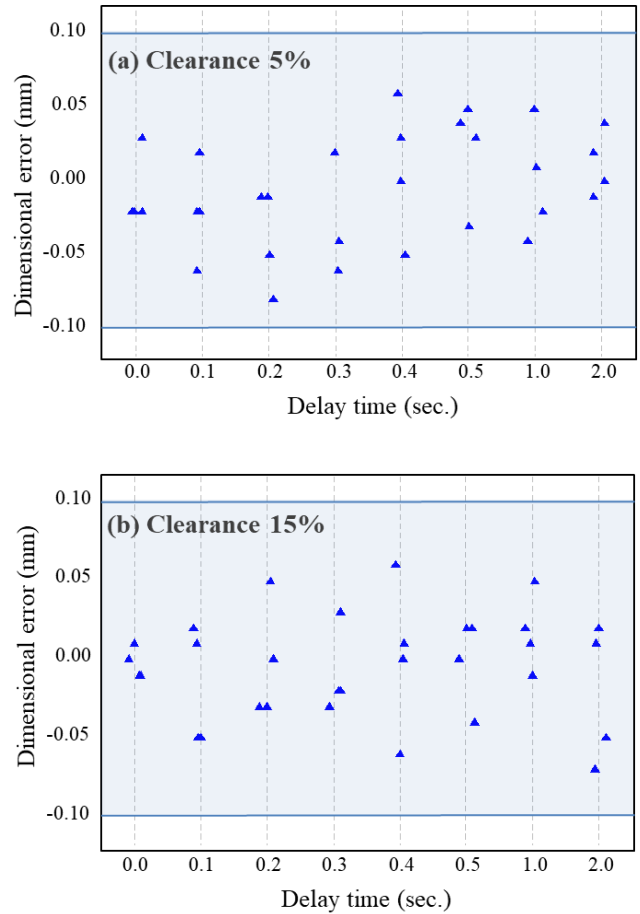 0.10
(a) Clearance 5%
0.05
0.00
-0.05
-0.10
Dimensional error (mm)
0.0 0.1 0.2 0.3 0.4 0.5 1.0 2.0
Delay time (sec.)
0.10
(b) Clearance 15%
0.05
0.00
-0.05
-0.10
Dimensional error (mm)
0.0 0.1 0.2 0.3 0.4 0.5 1.0 2.0
Delay time (sec.)